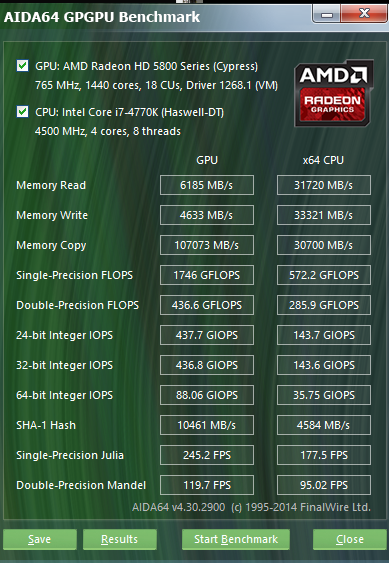 AIDA64 GPGPU Benchmark
GPU: AMD Radeon HD 5800 Series (Cypress)
765 MHz, 1440 cores, 18 CUs, Driver 1268.1 (VM)
CPU: Intel Core i7-4770K (Haswell-DT)
4500 MHz, 4 cores, 8 threads
AMD
RADEON
GRAPHICS
GPU x64 CPU
Memory Read 6185 MB/s 31720 MB/s
Memory Write 4633 MB/s 33321 MB/s
Memory Copy 107073 MB/s 30700 MB/s
Single-Precision FLOPS 1746 GFLOPS 572.2 GFLOPS
Double-Precision FLOPS 436.6 GFLOPS 285.9 GFLOPS
24-bit Integer IOPS 437.7 GIOPS 143.7 GIOPS
32-bit Integer IOPS 436.8 GIOPS 143.6 GIOPS
64-bit Integer IOPS 88.06 GIOPS 35.75 GIOPS
SHA-1 Hash 10461 MB/s 4584 MB/s
Single-Precision Julia 245.2 FPS 177.5 FPS
Double-Precision Mandel 119.7 FPS 95.02 FPS
AIDA64 v4.30.2900 (c) 1995-2014 FinalWire Ltd.
Save Results Start Benchmark Close